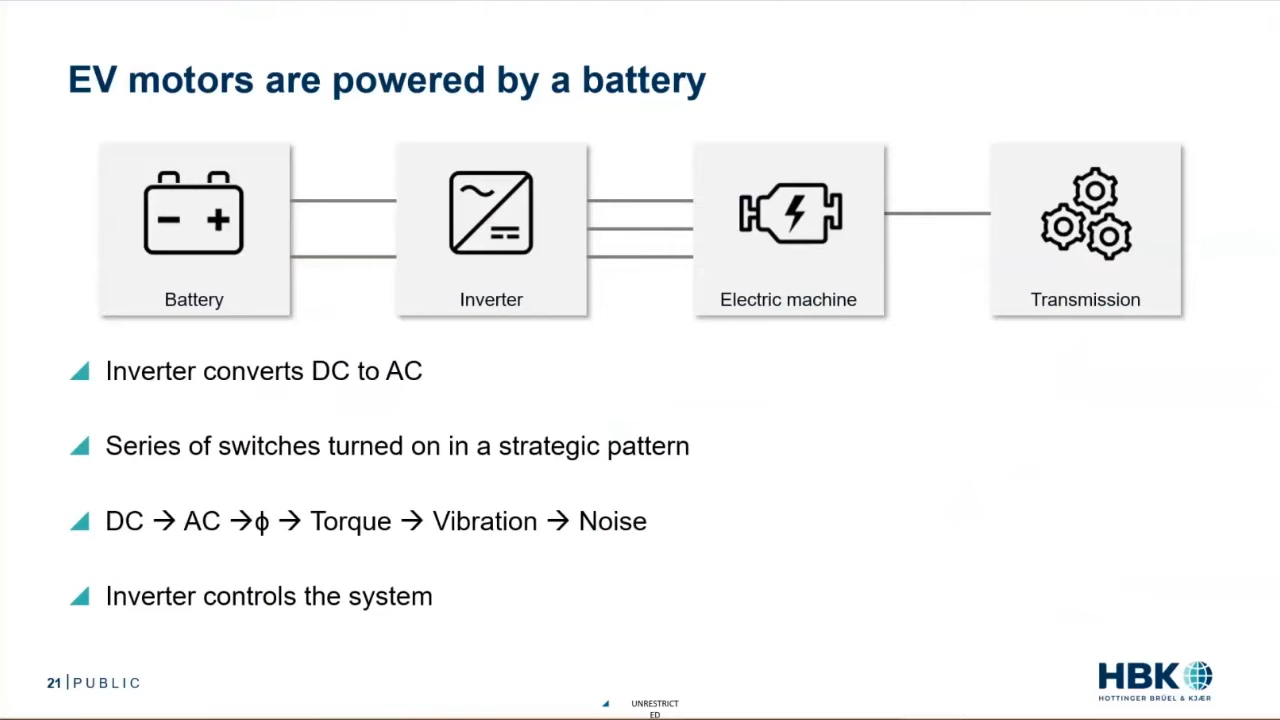 EV motors are powered by a battery
Battery
Inverter
Electric machine
Transmission
Inverter converts DC to AC
Series of switches turned on in a strategic pattern
DC → AC →ϕ → Torque → Vibration → Noise
Inverter controls the system
21 | PUBLIC
HBK
HOTTINGER BRÜEL & KJÆR
UNRESTRICT
ED